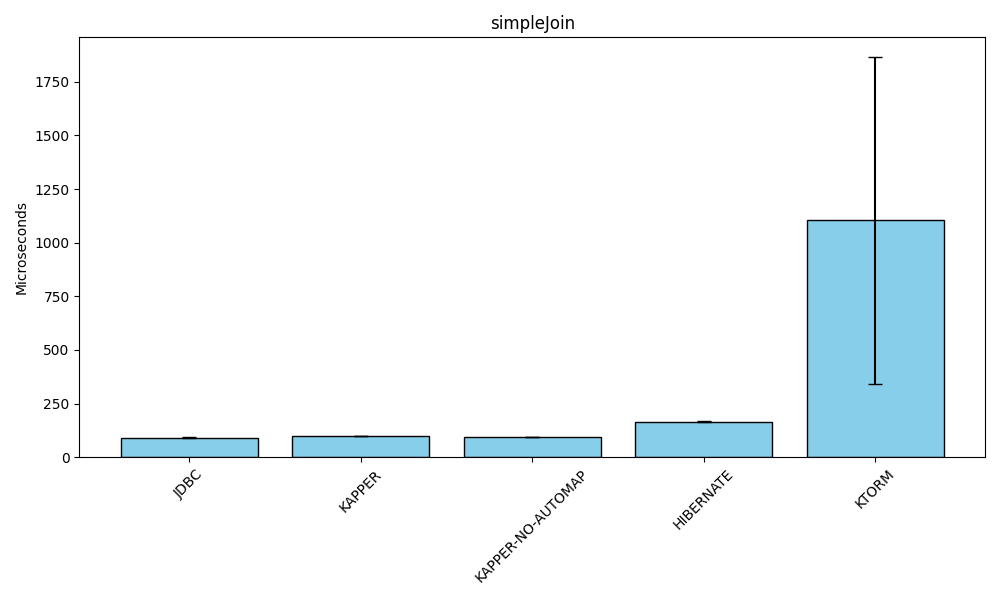 simpleJoin
Microseconds
1750
1500
1250
1000
750
500
250
0
JDBC
KAPPER
KAPPER-NO-AUTOMAP
HIBERNATE
KTORM